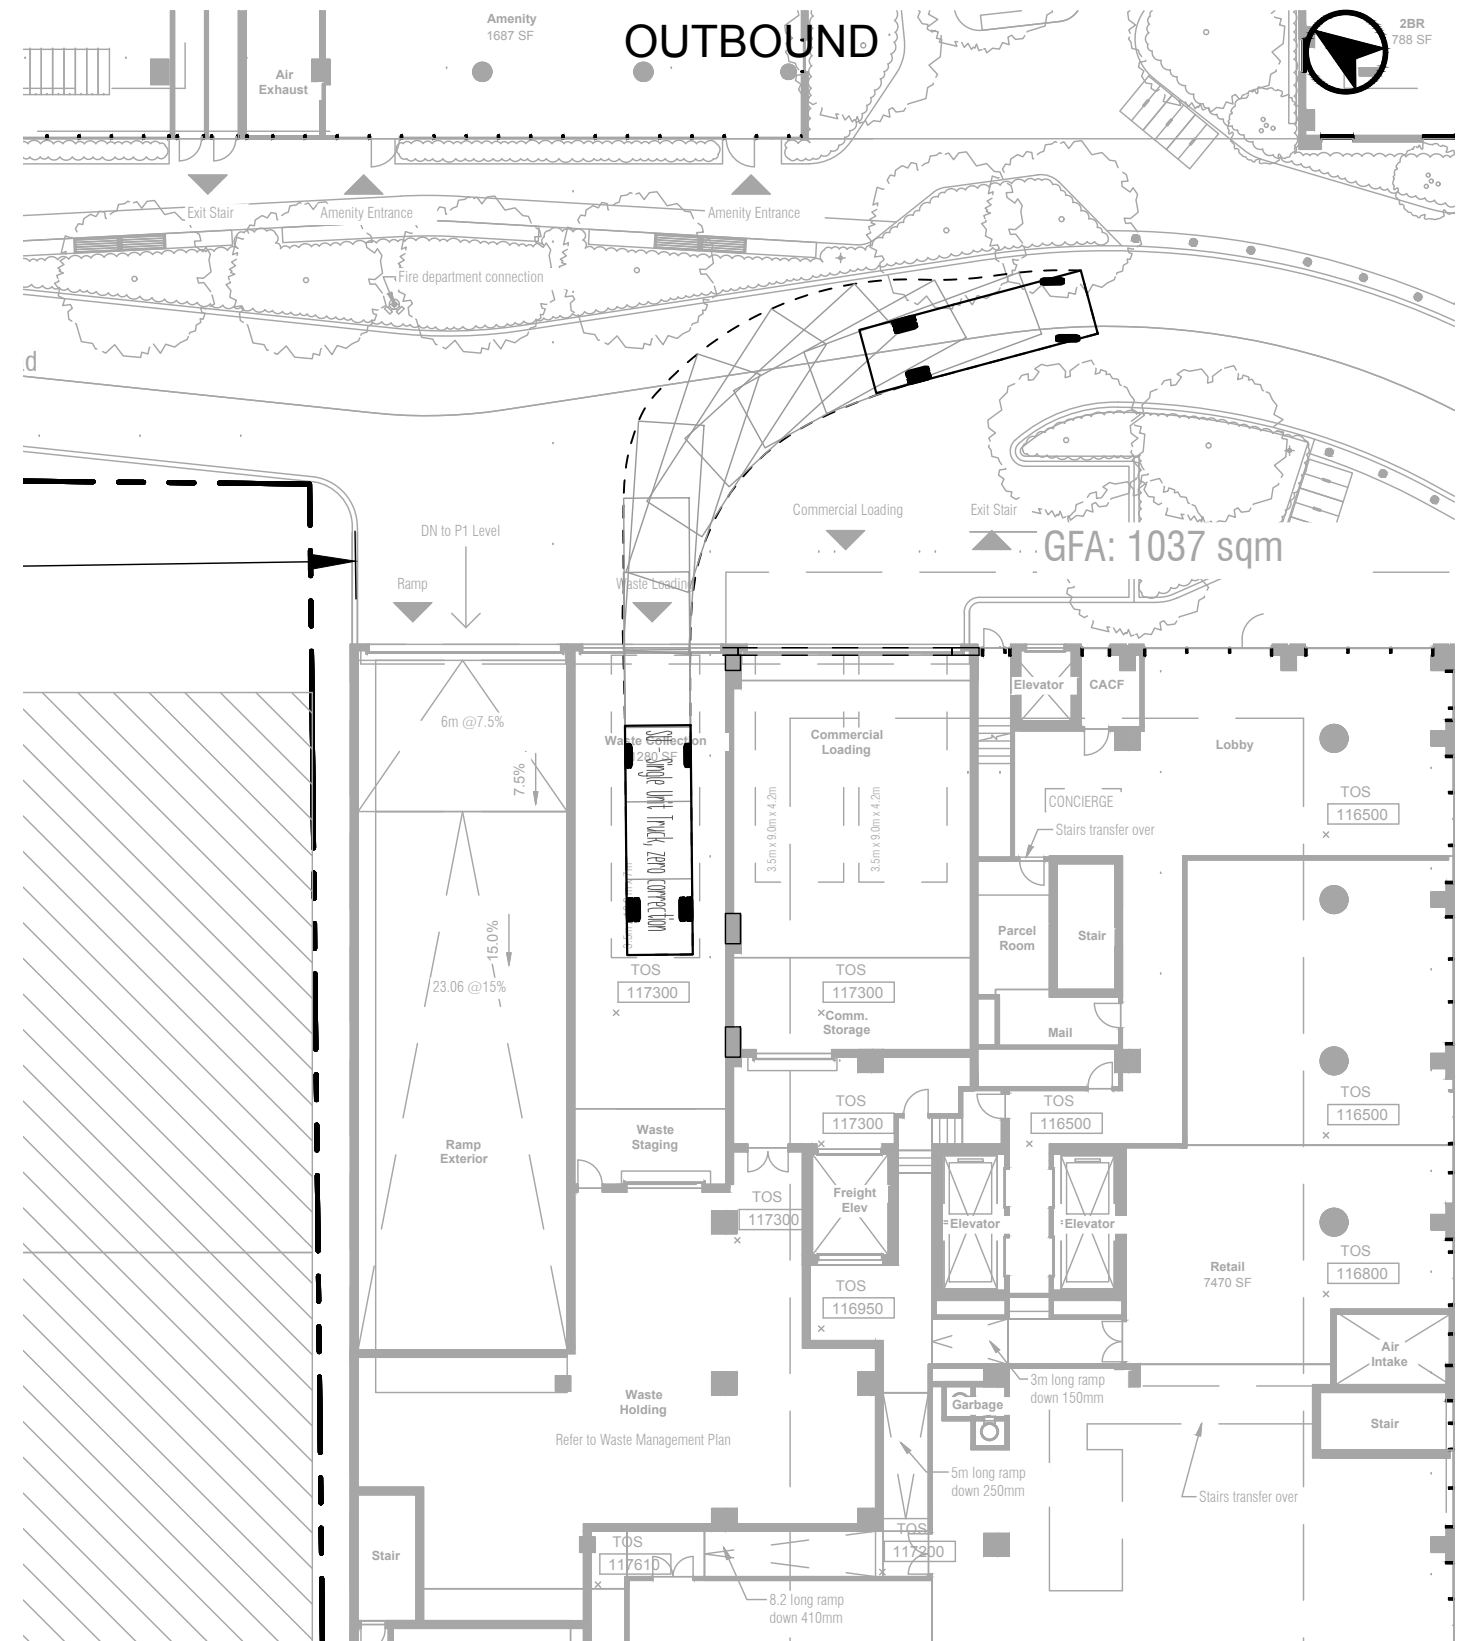 OUTBOUND
Amenity
1687 SF
2BR
788 SF
Air
Exhaust
Exit Stair
Amenity Entrance
Amenity Entrance
Fire department connection
Commercial Loading
Exit Stair
DN to P1 Level
GFA: 1037 sqm
Ramp
Waste Loading
Elevator
CACF
6m @7.5%
Waste Collection
1280 SF
Commercial
Loading
Lobby
7.5%
SU - Single Unit Truck, zero correction
3.5m x 9.0m x 4.2m
3.5m x 9.0m x 4.2m
CONCIERGE
TOS
116500
Stairs transfer over
15.0%
Parcel
Room
Stair
23.06 @15%
TOS
117300
TOS
117300
Comm.
Storage
Mail
TOS
117300
TOS
116500
TOS
116500
Waste
Staging
Ramp
Exterior
TOS
117300
Freight
Elev
Elevator
Elevator
TOS
116800
Retail
7470 SF
TOS
116950
Air
Intake
3m long ramp
down 150mm
Waste
Holding
Garbage
Stair
Refer to Waste Management Plan
5m long ramp
down 250mm
Stairs transfer over
TOS
117200
TOS
117610
Stair
8.2 long ramp
down 410mm